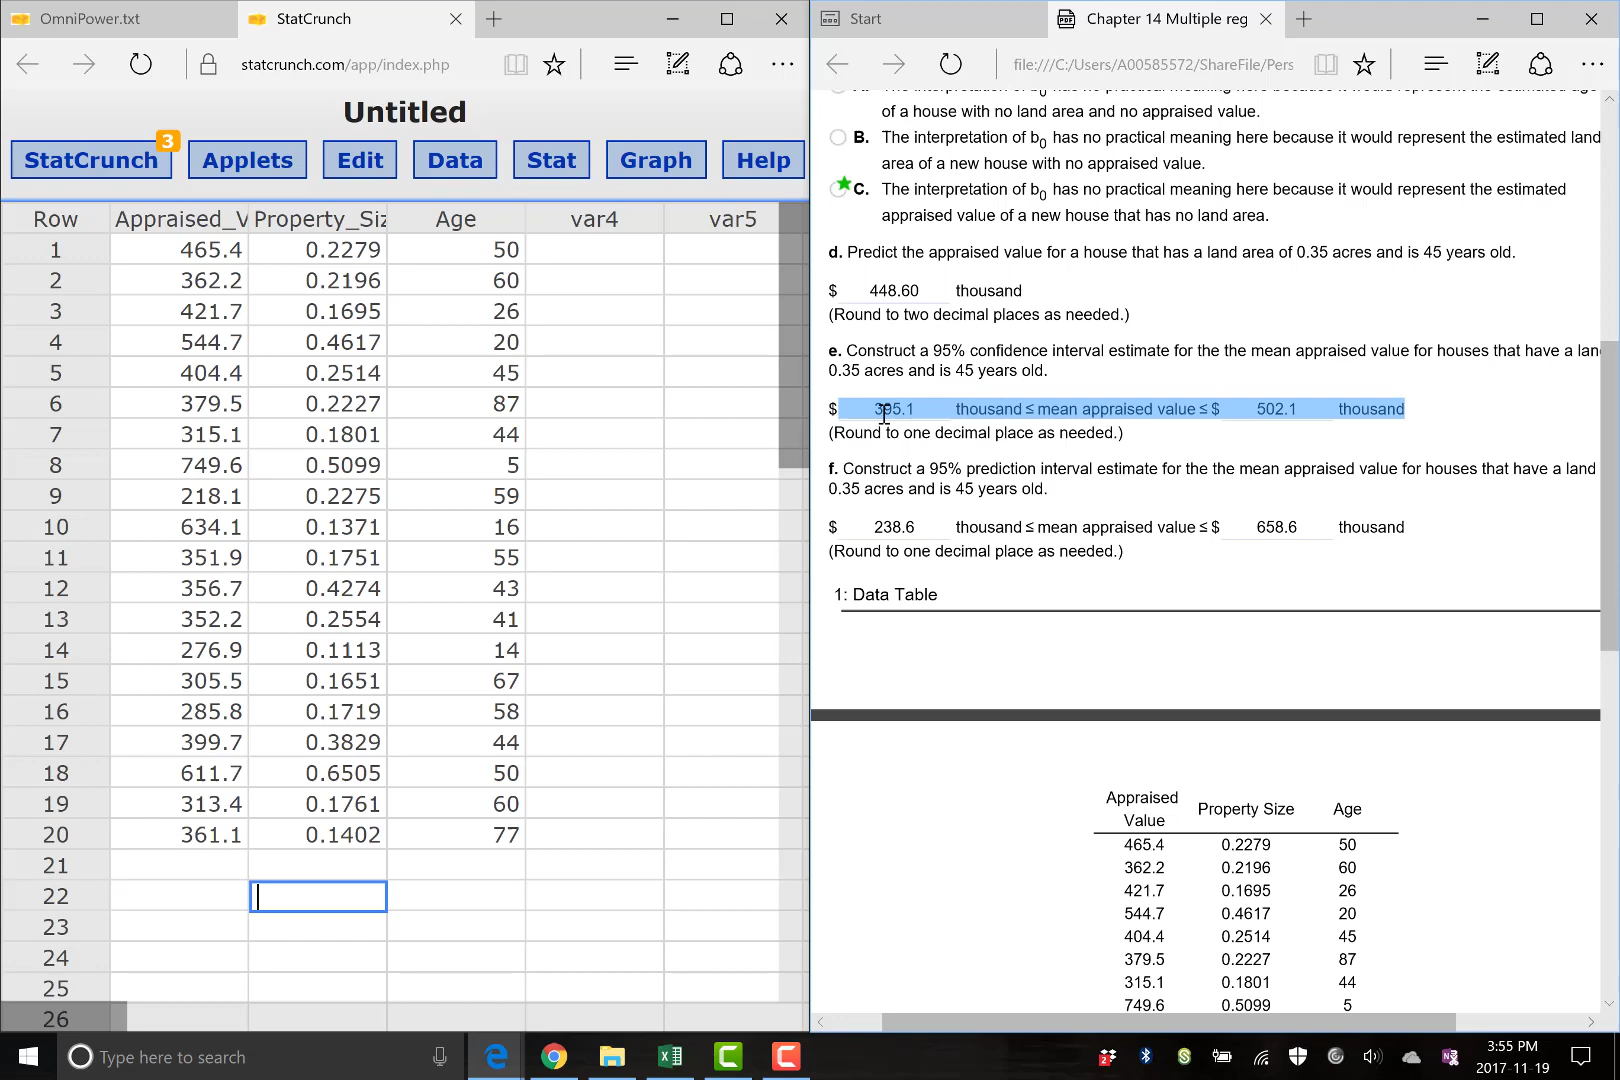 OmniPower.txt
StatCrunch
statcrunch.com/app/index.php
Untitled
StatCrunch 3
Applets
Edit
Data
Stat
Graph
Help
Row Appraised_V Property_Siz Age var4 var5
1 465.4 0.2279 50
2 362.2 0.2196 60
3 421.7 0.1695 26
4 544.7 0.4617 20
5 404.4 0.2514 45
6 379.5 0.2227 87
7 315.1 0.1801 44
8 749.6 0.5099 5
9 218.1 0.2275 59
10 634.1 0.1371 16
11 351.9 0.1751 55
12 356.7 0.4274 43
13 352.2 0.2554 41
14 276.9 0.1113 14
15 305.5 0.1651 67
16 285.8 0.1719 58
17 399.7 0.3829 44
18 611.7 0.6505 50
19 313.4 0.1761 60
20 361.1 0.1402 77
21
22
23
24
25
26
Start
PDF
Chapter 14 Multiple reg
file:///C:/Users/A00585572/ShareFile/Pers
The interpretation of b0 has no practical meaning here because it would represent the estimated age
of a house with no land area and no appraised value.
B. The interpretation of b0 has no practical meaning here because it would represent the estimated land
area of a new house with no appraised value.
C. The interpretation of b0 has no practical meaning here because it would represent the estimated
appraised value of a new house that has no land area.
d. Predict the appraised value for a house that has a land area of 0.35 acres and is 45 years old.
$ 448.60 thousand
(Round to two decimal places as needed.)
e. Construct a 95% confidence interval estimate for the the mean appraised value for houses that have a lan
0.35 acres and is 45 years old.
$ 395.1 thousand ≤ mean appraised value ≤ $ 502.1 thousand
(Round to one decimal place as needed.)
f. Construct a 95% prediction interval estimate for the the mean appraised value for houses that have a land
0.35 acres and is 45 years old.
$ 238.6 thousand ≤ mean appraised value ≤ $ 658.6 thousand
(Round to one decimal place as needed.)
1: Data Table
Appraised
Value
Property Size
Age
465.4 0.2279 50
362.2 0.2196 60
421.7 0.1695 26
544.7 0.4617 20
404.4 0.2514 45
379.5 0.2227 87
315.1 0.1801 44
749.6 0.5099 5
Type here to search
3:55 PM
2017-11-19